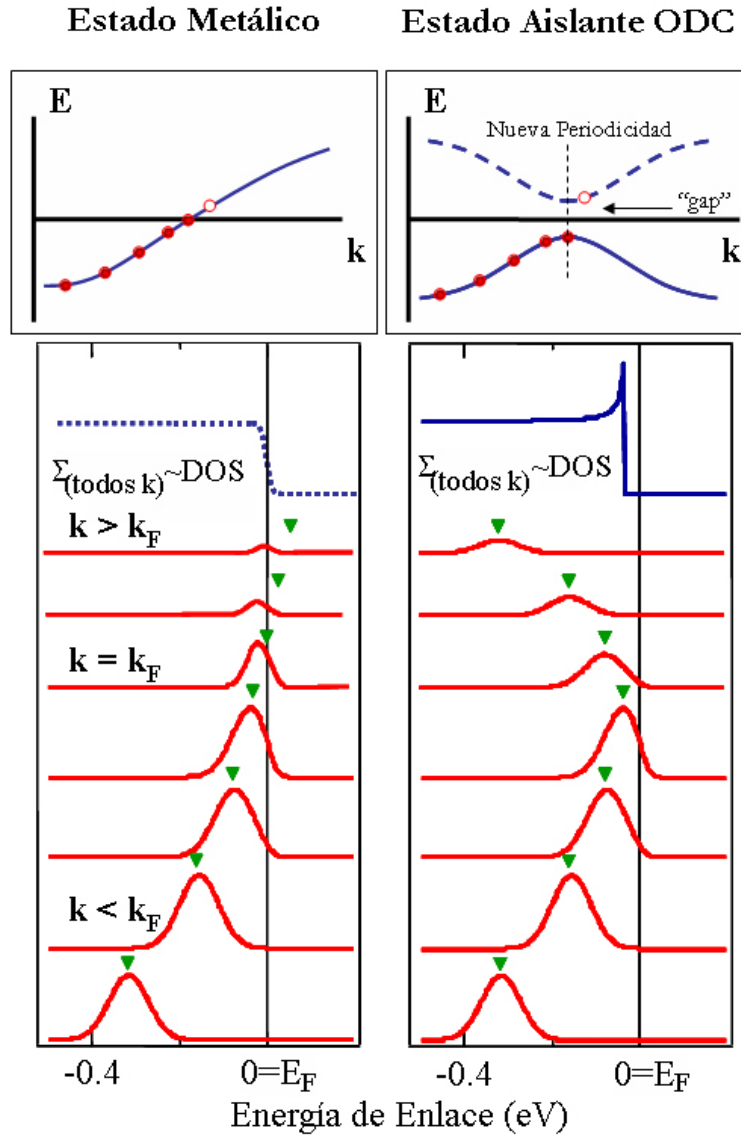 Estado Metálico
Estado Aislante ODC
E
k
E
Nueva Periodicidad
“gap”
k
Σ(todos k)~DOS
k > kF
k = kF
k < kF
Σ(todos k)~DOS
-0.4 0=EF
-0.4 0=EF
Energía de Enlace (eV)